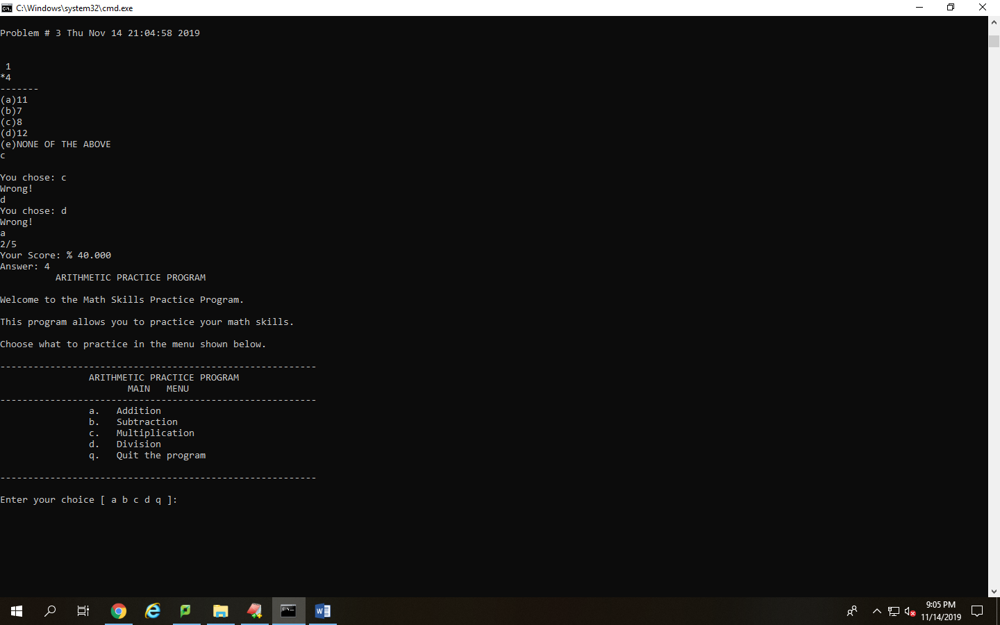 C:\Windows\system32\cmd.exe
Problem # 3 Thu Nov 14 21:04:58 2019
1
*4
-------
(a)11
(b)7
(c)8
(d)12
(e)NONE OF THE ABOVE
c
You chose: c
Wrong!
d
You chose: d
Wrong!
a
2/5
Your Score: % 40.000
Answer: 4
ARITHMETIC PRACTICE PROGRAM
Welcome to the Math Skills Practice Program.
This program allows you to practice your math skills.
Choose what to practice in the menu shown below.
---------------------------------------------------------
ARITHMETIC PRACTICE PROGRAM
MAIN   MENU
---------------------------------------------------------
a.   Addition
b.   Subtraction
c.   Multiplication
d.   Division
q.   Quit the program
---------------------------------------------------------
Enter your choice [ a b c d q ]:
9:05 PM
11/14/2019